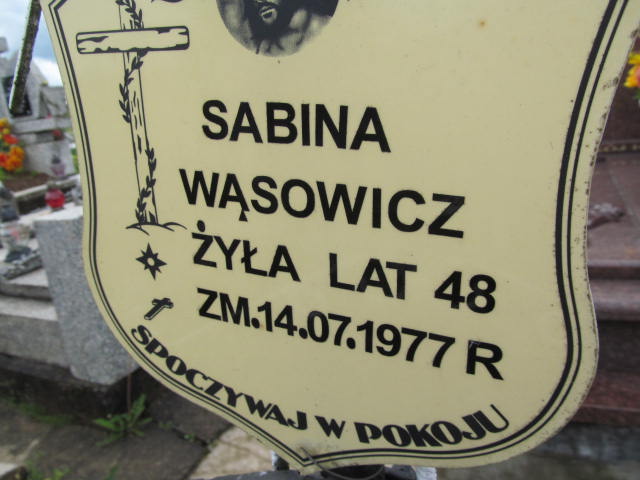 SABINA
WĄSOWICZ
ŻYŁA LAT 48
ZM.14.07.1977 R
SPOCZYWAJ W POKOJU